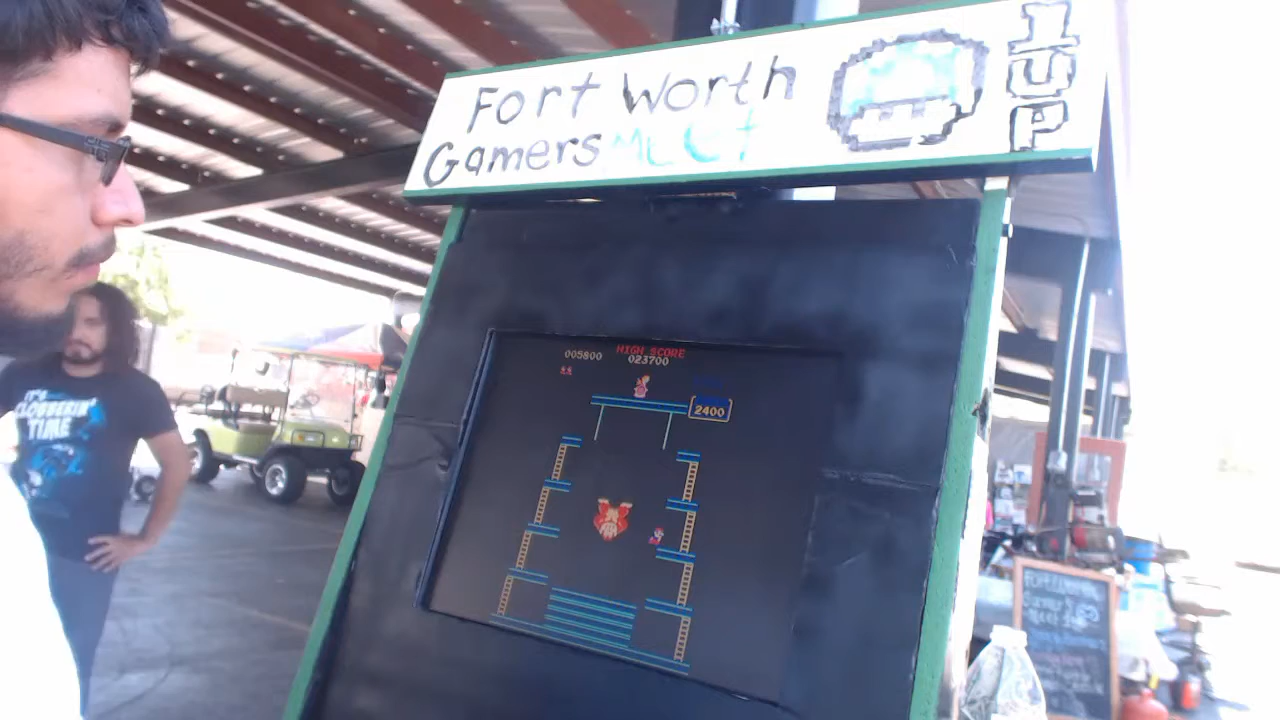 Fort Worth
Gamers Meet
1UP
HIGH SCORE
005800 023700
2400
IT'S
CLOBBERIN'
TIME